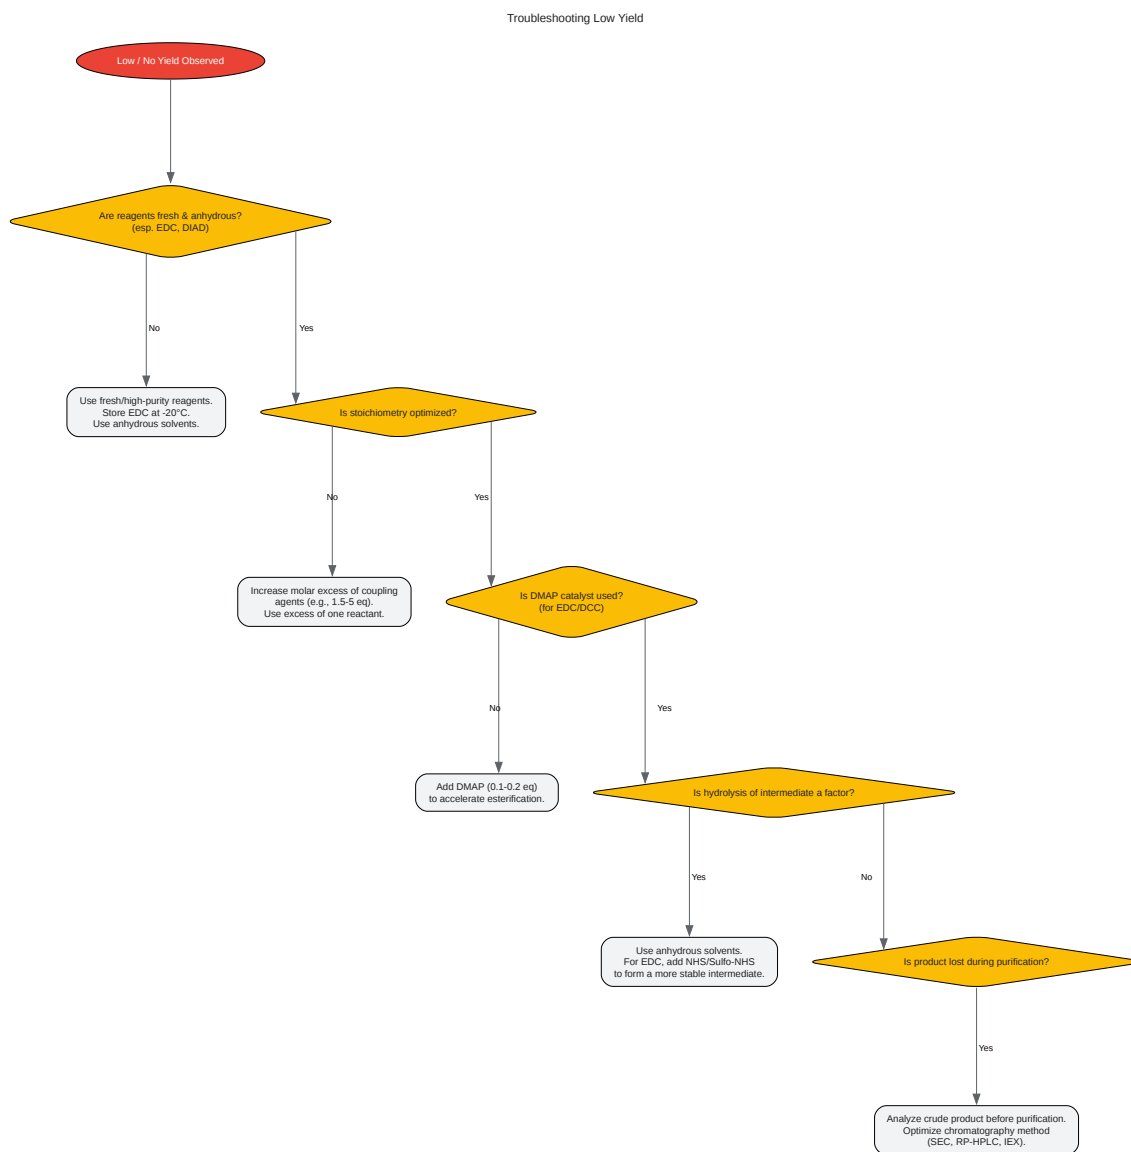 Troubleshooting Low Yield
Low / No Yield Observed
Are reagents fresh & anhydrous?
(esp. EDC, DIAD)
No
Yes
Use fresh/high-purity reagents.
Store EDC at -20°C.
Use anhydrous solvents.
Is stoichiometry optimized?
No
Yes
Increase molar excess of coupling
agents (e.g., 1.5-5 eq).
Use excess of one reactant.
Is DMAP catalyst used?
(for EDC/DCC)
No
Yes
Add DMAP (0.1-0.2 eq)
to accelerate esterification.
Is hydrolysis of intermediate a factor?
Yes
No
Use anhydrous solvents.
For EDC, add NHS/Sulfo-NHS
to form a more stable intermediate.
Is product lost during purification?
Yes
Analyze crude product before purification.
Optimize chromatography method
(SEC, RP-HPLC, IEX).